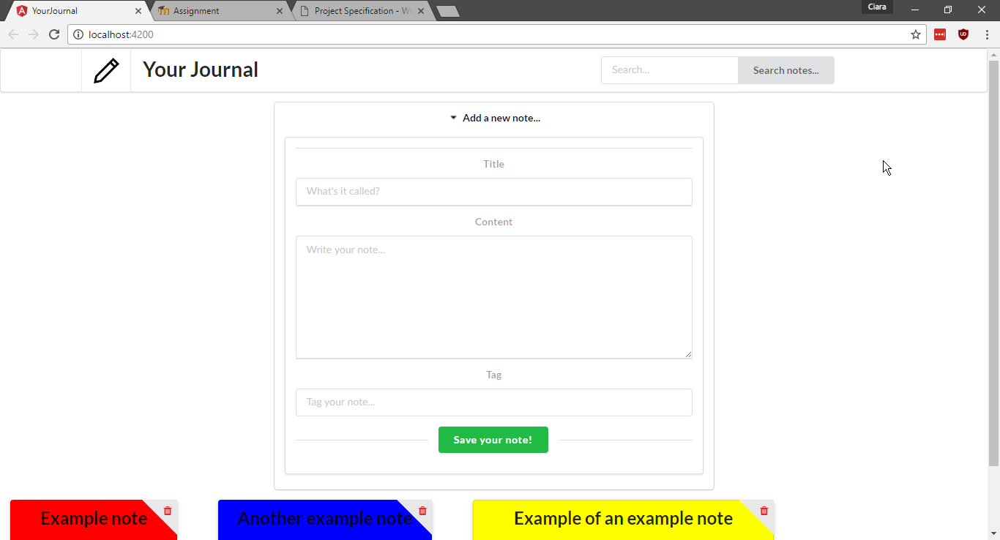 YourJournal
Assignment
Project Specification - W
Ciara
localhost:4200
Your Journal
Search...
Search notes...
Add a new note...
Title
What's it called?
Content
Write your note...
Tag
Tag your note...
Save your note!
Example note
Another example note
Example of an example note